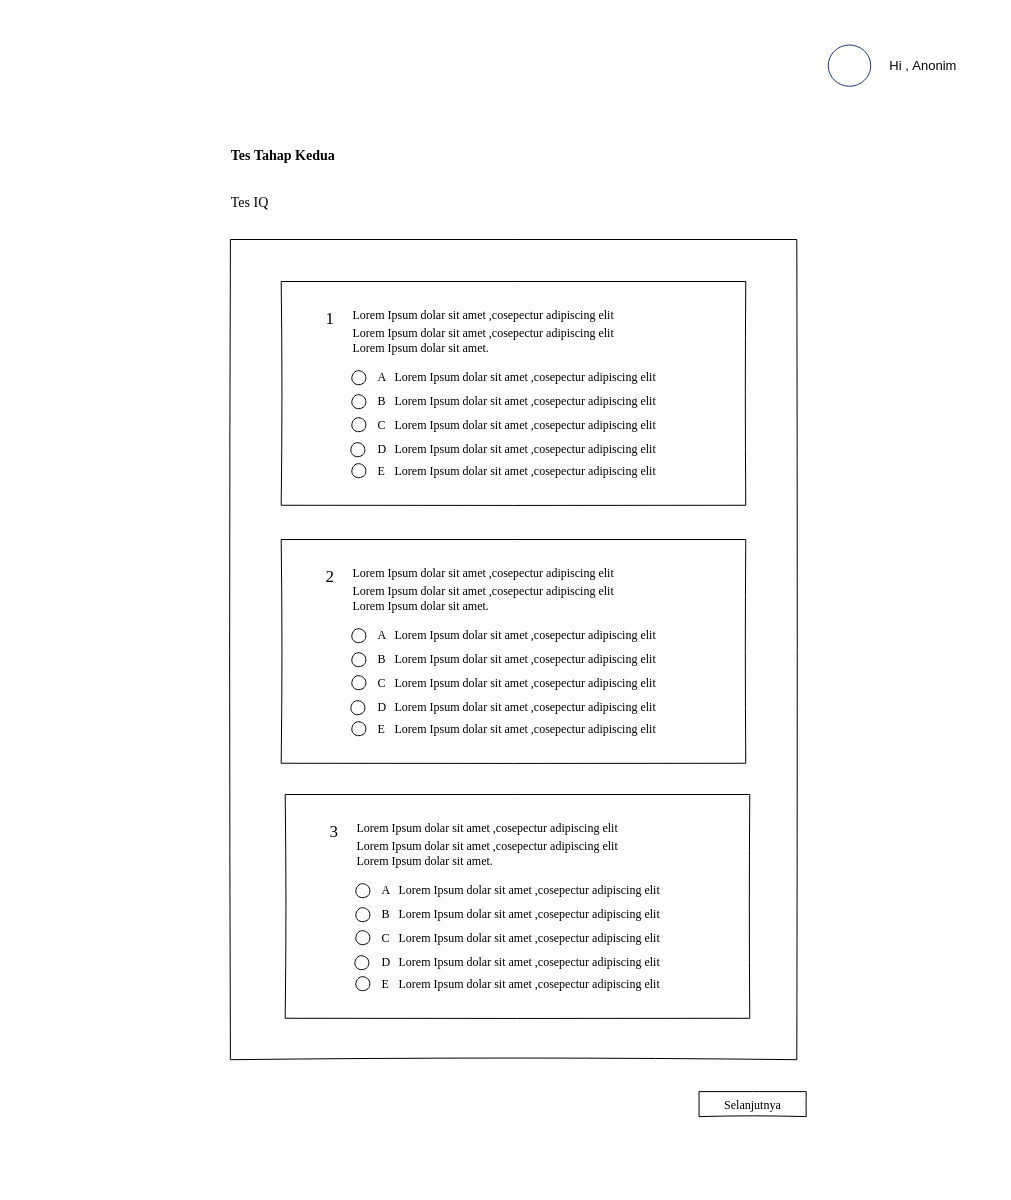 Hi , Anonim
Tes Tahap Kedua
Tes IQ
1 Lorem Ipsum dolar sit amet ,cosepectur adipiscing elit
Lorem Ipsum dolar sit amet ,cosepectur adipiscing elit
Lorem Ipsum dolar sit amet.
A Lorem Ipsum dolar sit amet ,cosepectur adipiscing elit
B Lorem Ipsum dolar sit amet ,cosepectur adipiscing elit
C Lorem Ipsum dolar sit amet ,cosepectur adipiscing elit
D Lorem Ipsum dolar sit amet ,cosepectur adipiscing elit
E Lorem Ipsum dolar sit amet ,cosepectur adipiscing elit
2 Lorem Ipsum dolar sit amet ,cosepectur adipiscing elit
Lorem Ipsum dolar sit amet ,cosepectur adipiscing elit
Lorem Ipsum dolar sit amet.
A Lorem Ipsum dolar sit amet ,cosepectur adipiscing elit
B Lorem Ipsum dolar sit amet ,cosepectur adipiscing elit
C Lorem Ipsum dolar sit amet ,cosepectur adipiscing elit
D Lorem Ipsum dolar sit amet ,cosepectur adipiscing elit
E Lorem Ipsum dolar sit amet ,cosepectur adipiscing elit
3 Lorem Ipsum dolar sit amet ,cosepectur adipiscing elit
Lorem Ipsum dolar sit amet ,cosepectur adipiscing elit
Lorem Ipsum dolar sit amet.
A Lorem Ipsum dolar sit amet ,cosepectur adipiscing elit
B Lorem Ipsum dolar sit amet ,cosepectur adipiscing elit
C Lorem Ipsum dolar sit amet ,cosepectur adipiscing elit
D Lorem Ipsum dolar sit amet ,cosepectur adipiscing elit
E Lorem Ipsum dolar sit amet ,cosepectur adipiscing elit
Selanjutnya